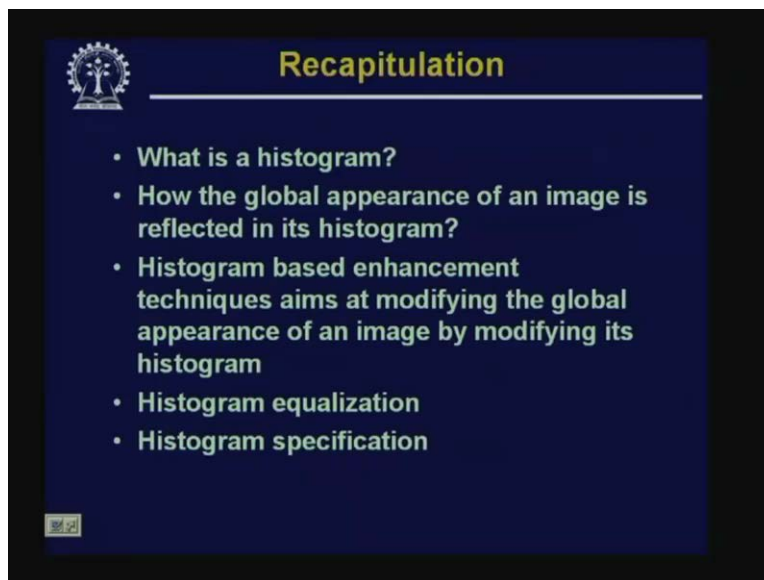 Recapitulation
• What is a histogram?
• How the global appearance of an image is
reflected in its histogram?
• Histogram based enhancement
techniques aims at modifying the global
appearance of an image by modifying its
histogram
• Histogram equalization
• Histogram specification